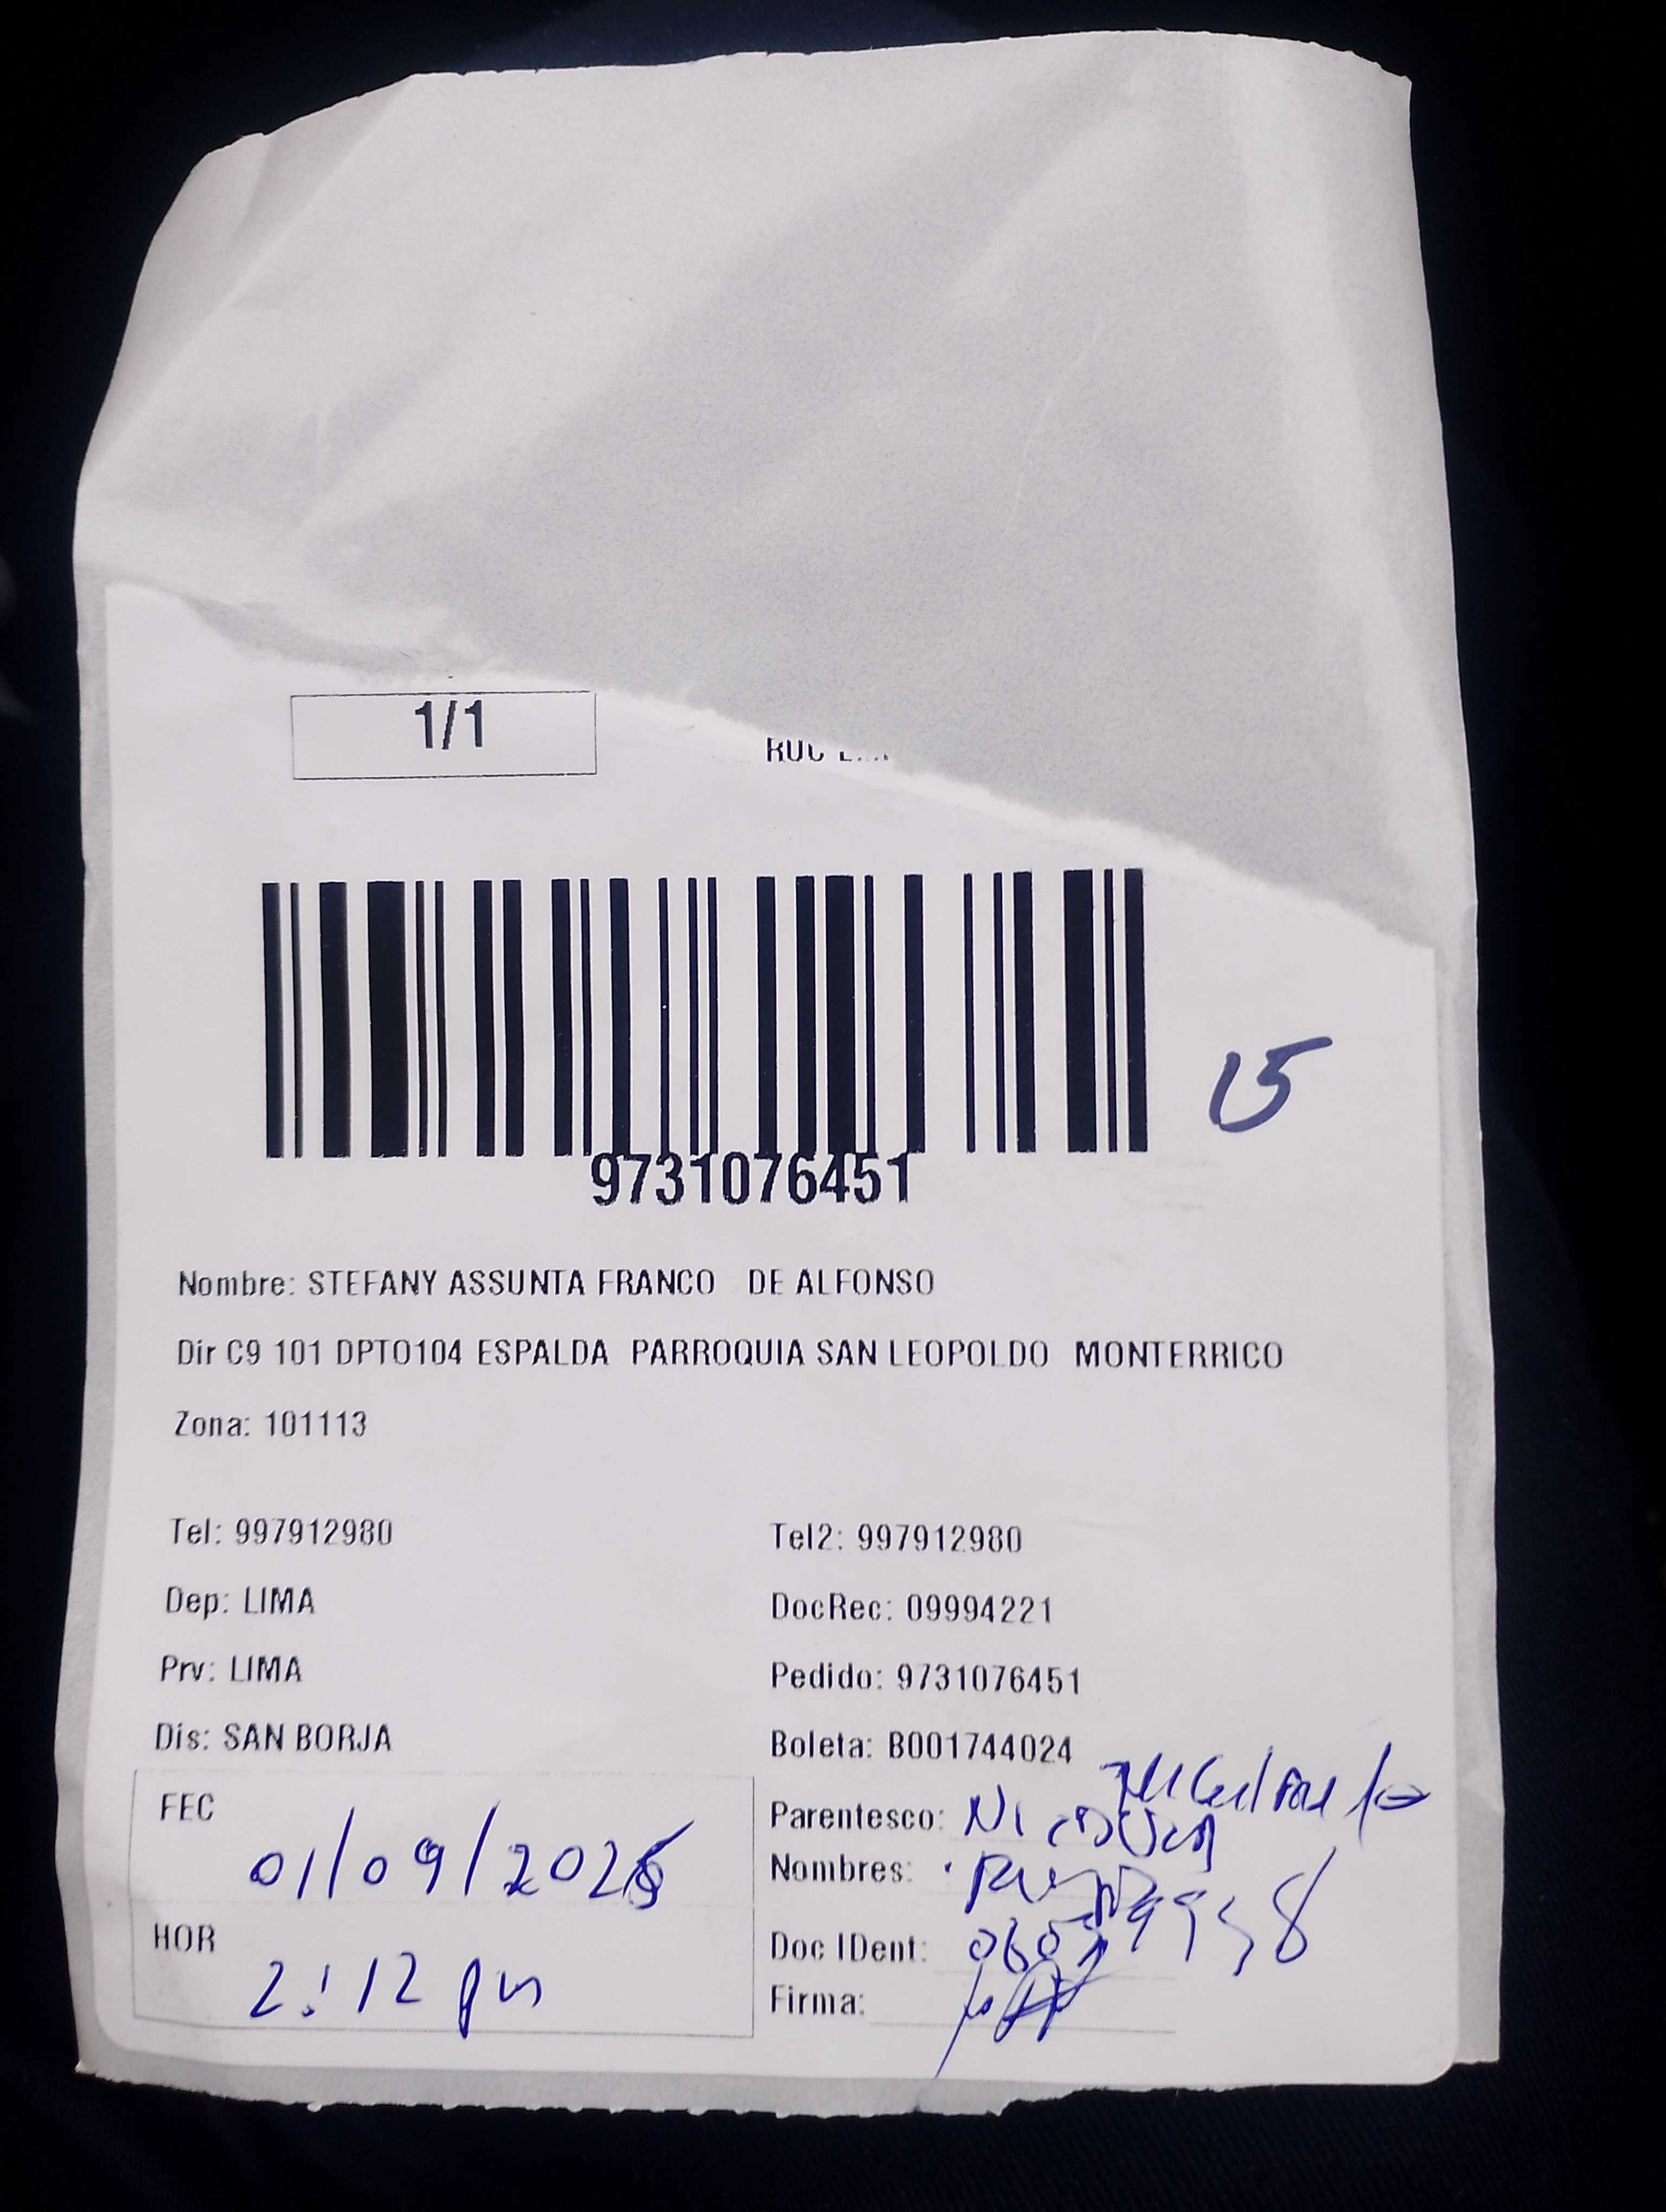 1/1
RUC
15
9731076451
Nombre: STEFANY ASSUNTA FRANCO DE ALFONSO
Dir C9 101 DPTO104 ESPALDA PARROQUIA SAN LEOPOLDO MONTERRICO
Zona: 101113
Tel: 997912980
Tel2: 997912980
Dep: LIMA
DocRec: 09994221
Prv: LIMA
Pedido: 9731076451
Dis: SAN BORJA
Boleta: B001744024
FEC
01/09/2025
HOR
2:12 pm
Parentesco:
Nombres:
Doc IDent:
Firma: